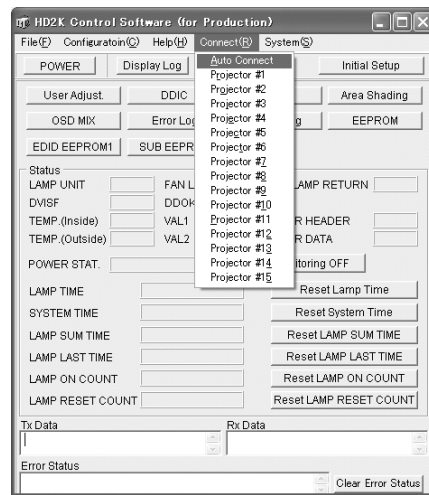 HD2K Control Software (for Production)
File(F) Configuratoin(C) Help(H) Connect(R) System(S)
POWER Display Log Initial Setup
User Adjust. DDIC Area Shading
OSD MIX Error Log EEPROM
EDID EEPROM1 SUB EEPR
Auto Connect
Projector #1
Projector #2
Projector #3
Projector #4
Projector #5
Projector #6
Projector #7
Projector #8
Projector #9
Projector #10
Projector #11
Projector #12
Projector #13
Projector #14
Projector #15
Status
LAMP UNIT FAN L LAMP RETURN
DVISF DDOK
TEMP.(Inside) VAL1 R HEADER
TEMP.(Outside) VAL2 R DATA
POWER STAT. itoring OFF
LAMP TIME Reset Lamp Time
SYSTEM TIME Reset System Time
LAMP SUM TIME Reset LAMP SUM TIME
LAMP LAST TIME Reset LAMP LAST TIME
LAMP ON COUNT Reset LAMP ON COUNT
LAMP RESET COUNT Reset LAMP RESET COUNT
Tx Data Rx Data
Error Status
Clear Error Status